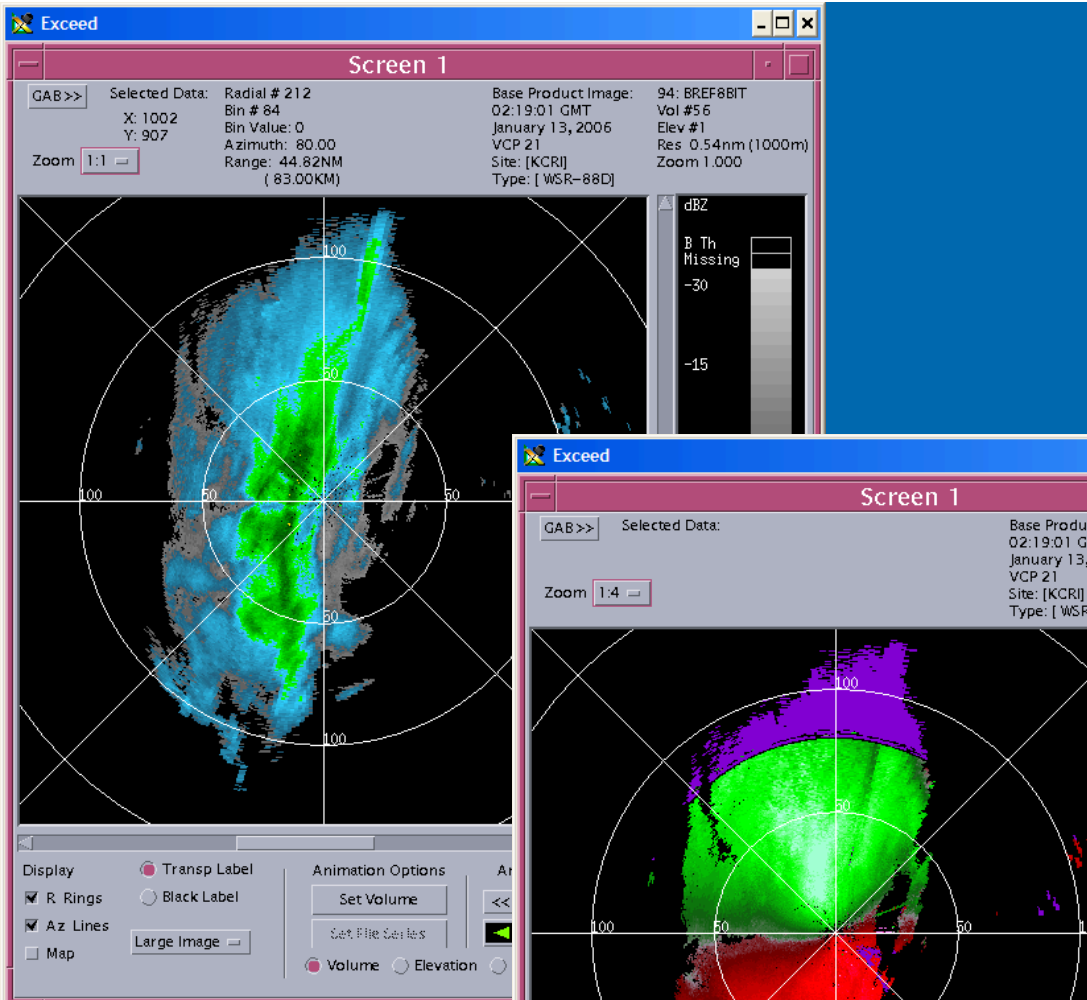 Exceed
Screen 1
GAB>>
Selected Data:
X: 1002
Y: 907
Zoom 1:1
Radial # 212
Bin # 84
Bin Value: 0
Azimuth: 80.00
Range: 44.82NM
( 83.00KM)
Base Product Image:
02:19:01 GMT
January 13, 2006
VCP 21
Site: [KCRI]
Type: [ WSR-88D]
94: BREF8BIT
Vol #56
Elev #1
Res 0.54nm (1000m)
Zoom 1.000
dBZ
B Th
Missing
-30
-15
100
50
100 50 50
50
100
Display
R Rings
Az Lines
Map
Transp Label
Black Label
Large Image
Animation Options
Set Volume
Set File Series
Volume Elevation
An
<<
Exceed
Screen 1
GAB>>
Selected Data:
Zoom 1:4
Base Produ
02:19:01 G
January 13,
VCP 21
Site: [KCRI]
Type: [ WSR
100
50
100 50